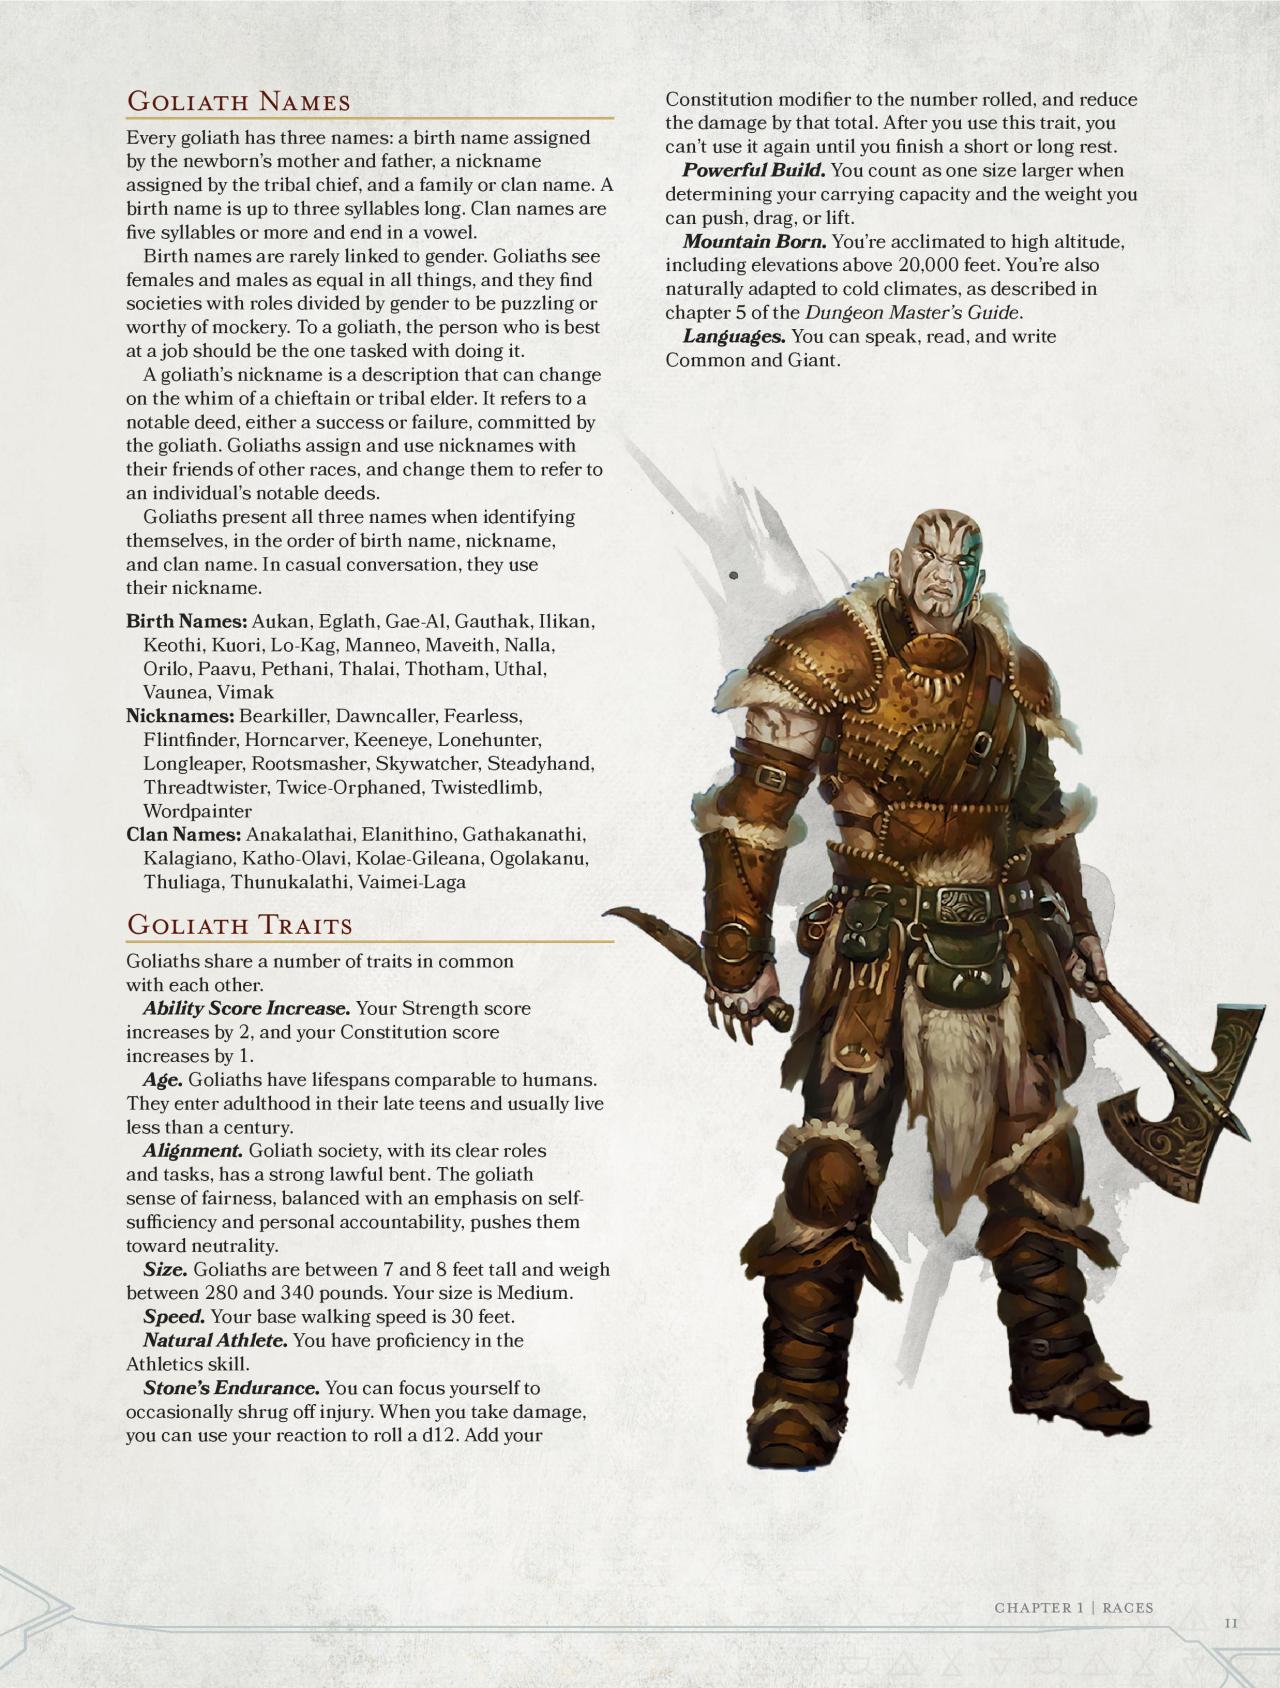 Goliath Names
Every goliath has three names: a birth name assigned
by the newborn's mother and father, a nickname
assigned by the tribal chief, and a family or clan name. A
birth name is up to three syllables long. Clan names are
five syllables or more and end in a vowel.
Birth names are rarely linked to gender. Goliaths see
females and males as equal in all things, and they find
societies with roles divided by gender to be puzzling or
worthy of mockery. To a goliath, the person who is best
at a job should be the one tasked with doing it.
A goliath's nickname is a description that can change
on the whim of a chieftain or tribal elder. It refers to a
notable deed, either a success or failure, committed by
the goliath. Goliaths assign and use nicknames with
their friends of other races, and change them to refer to
an individual's notable deeds.
Goliaths present all three names when identifying
themselves, in the order of birth name, nickname,
and clan name. In casual conversation, they use
their nickname.
Birth Names: Aukan, Eglath, Gae-Al, Gauthak, Ilikan,
Keothi, Kuori, Lo-Kag, Manneo, Maveith, Nalla,
Orilo, Paavu, Pethani, Thalai, Thotham, Uthal,
Vaunea, Vimak
Nicknames: Bearkiller, Dawncaller, Fearless,
Flintfinder, Horncarver, Keeneye, Lonehunter,
Longleaper, Rootsmasher, Skywatcher, Steadyhand,
Threadtwister, Twice-Orphaned, Twistedlimb,
Wordpainter
Clan Names: Anakalathai, Elanithino, Gathakanathi,
Kalagiano, Katho-Olavi, Kolae-Gileana, Ogolakanu,
Thuliaga, Thunukalathi, Vaimei-Laga
Goliath Traits
Goliaths share a number of traits in common
with each other.
Ability Score Increase. Your Strength score
increases by 2, and your Constitution score
increases by 1.
Age. Goliaths have lifespans comparable to humans.
They enter adulthood in their late teens and usually live
less than a century.
Alignment. Goliath society, with its clear roles
and tasks, has a strong lawful bent. The goliath
sense of fairness, balanced with an emphasis on self-
sufficiency and personal accountability, pushes them
toward neutrality.
Size. Goliaths are between 7 and 8 feet tall and weigh
between 280 and 340 pounds. Your size is Medium.
Speed. Your base walking speed is 30 feet.
Natural Athlete. You have proficiency in the
Athletics skill.
Stone's Endurance. You can focus yourself to
occasionally shrug off injury. When you take damage,
you can use your reaction to roll a d12. Add your
Constitution modifier to the number rolled, and reduce
the damage by that total. After you use this trait, you
can't use it again until you finish a short or long rest.
Powerful Build. You count as one size larger when
determining your carrying capacity and the weight you
can push, drag, or lift.
Mountain Born. You're acclimated to high altitude,
including elevations above 20,000 feet. You're also
naturally adapted to cold climates, as described in
chapter 5 of the Dungeon Master's Guide.
Languages. You can speak, read, and write
Common and Giant.
CHAPTER 1 | RACES
11